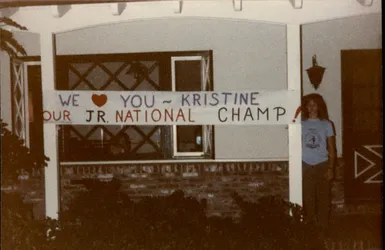 WE ♥ YOU ~ KRISTINE
OUR JR. NATIONAL CHAMP!